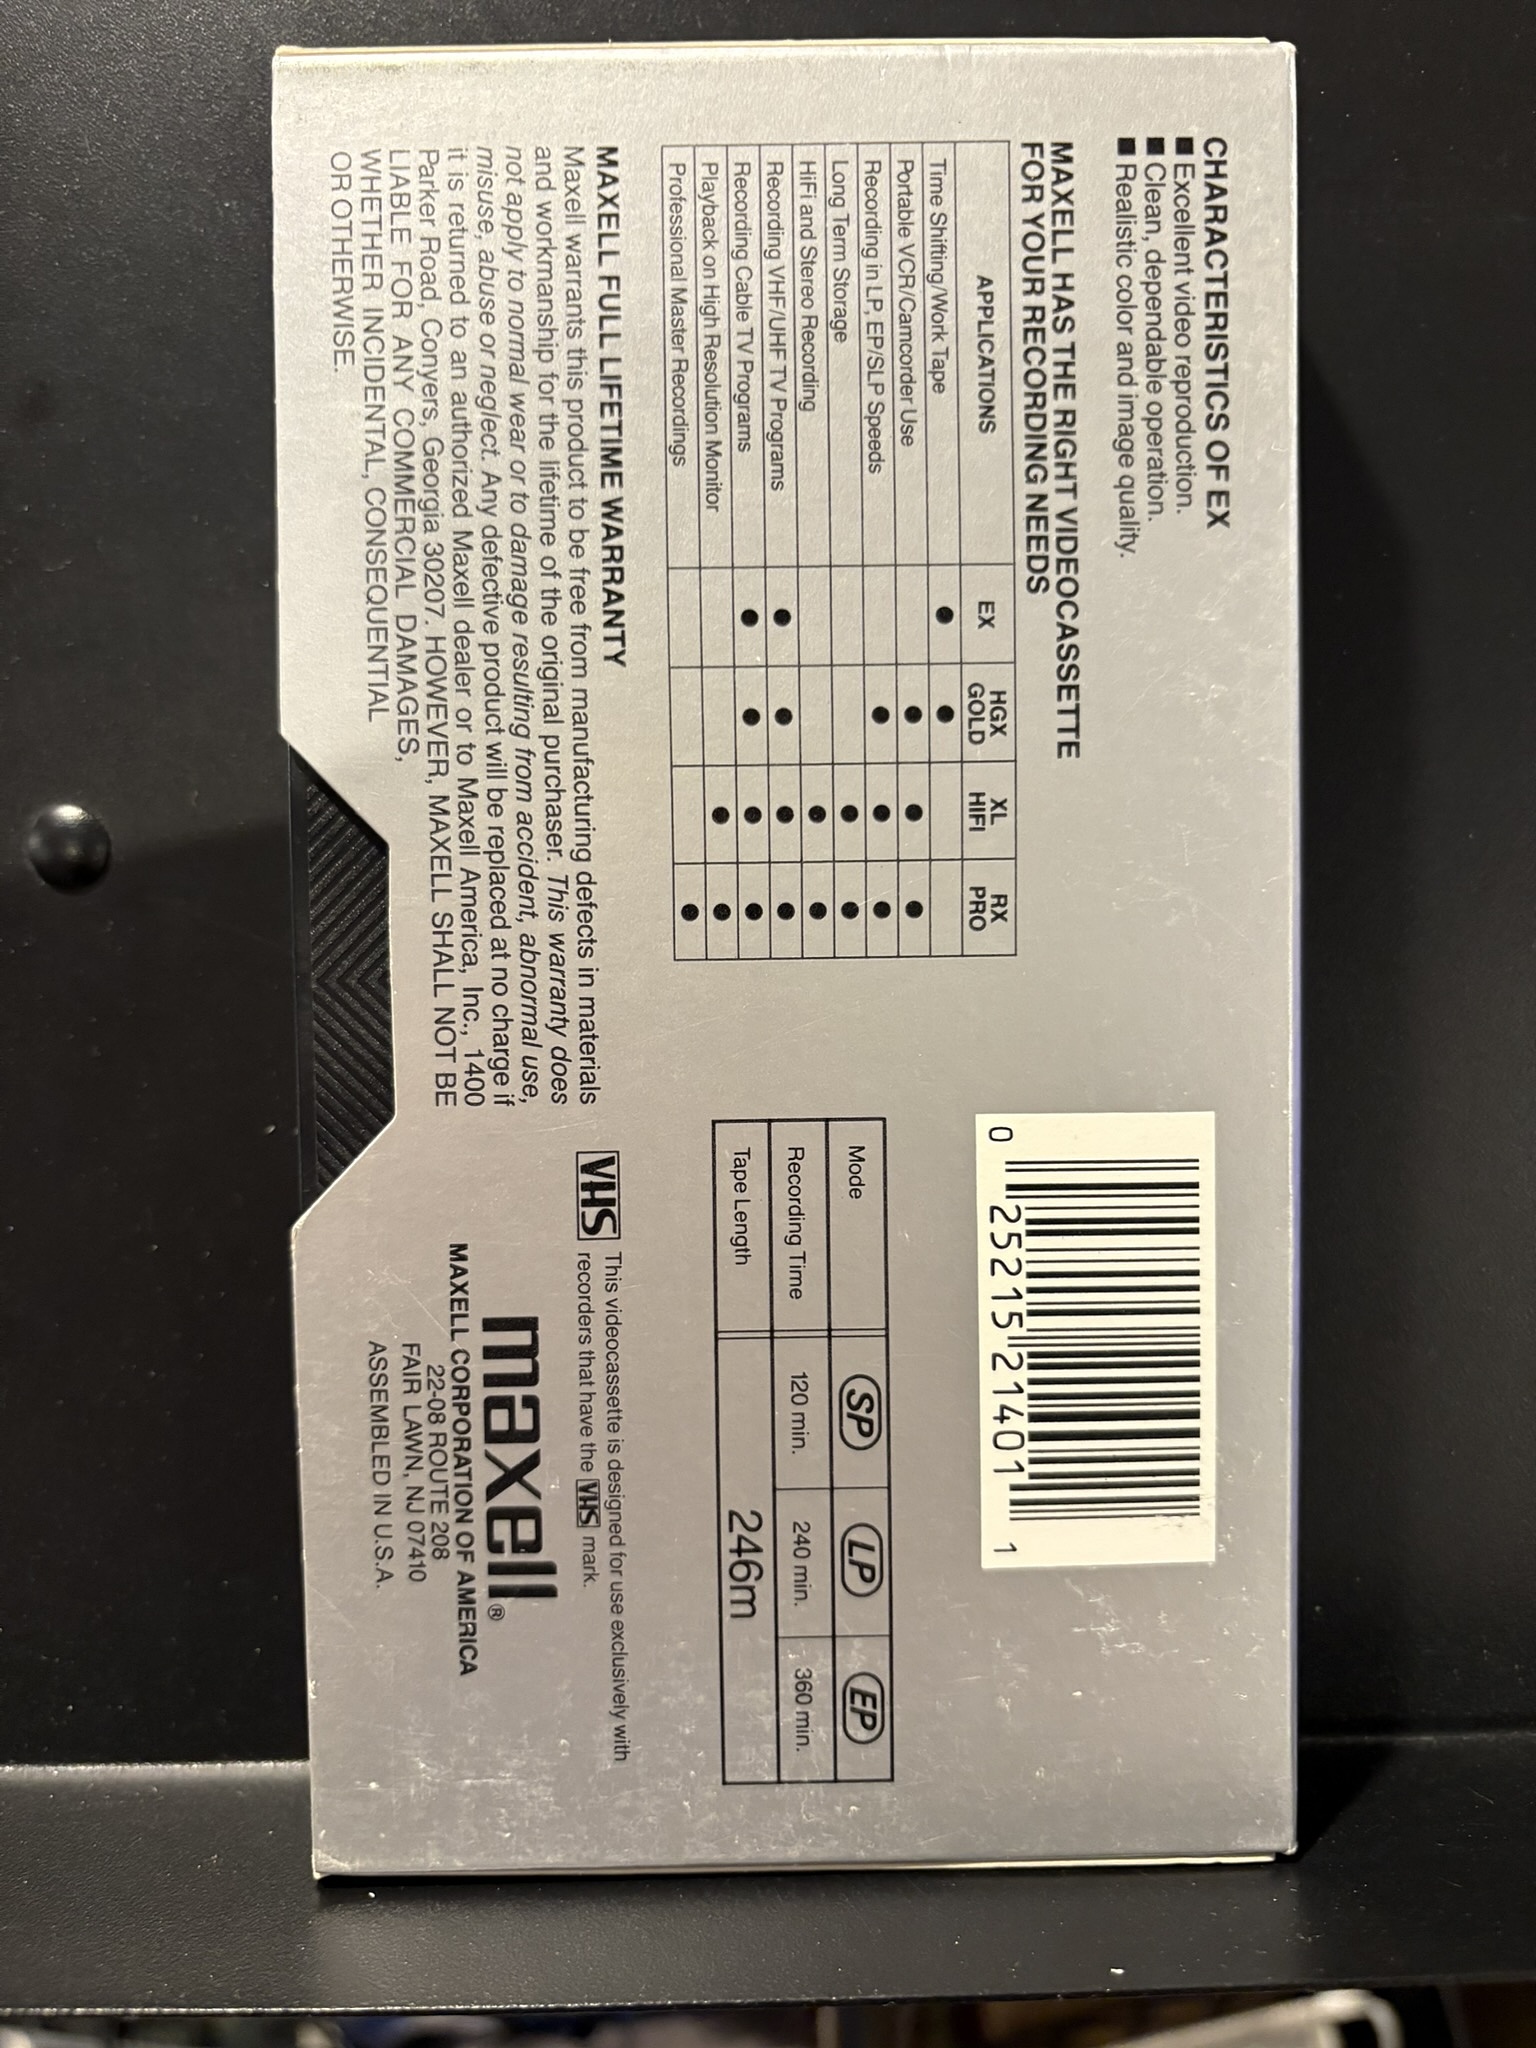 CHARACTERISTICS OF EX
■ Excellent video reproduction.
■ Clean, dependable operation.
■ Realistic color and image quality.
MAXELL HAS THE RIGHT VIDEOCASSETTE
FOR YOUR RECORDING NEEDS
APPLICATIONS EX HGX GOLD XL HIFI RX PRO
Time Shifting/Work Tape ● ●
Portable VCR/Camcorder Use ● ● ●
Recording in LP, EP/SLP Speeds ● ● ●
Long Term Storage ● ●
HiFi and Stereo Recording ● ●
Recording VHF/UHF TV Programs ● ● ● ●
Recording Cable TV Programs ● ● ● ●
Playback on High Resolution Monitor ● ●
Professional Master Recordings ●
MAXELL FULL LIFETIME WARRANTY
Maxell warrants this product to be free from manufacturing defects in materials
and workmanship for the lifetime of the original purchaser. This warranty does
not apply to normal wear or to damage resulting from accident, abnormal use,
misuse, abuse or neglect. Any defective product will be replaced at no charge if
it is returned to an authorized Maxell dealer or to Maxell America, Inc., 1400
Parker Road, Conyers, Georgia 30207. HOWEVER, MAXELL SHALL NOT BE
LIABLE FOR ANY COMMERCIAL DAMAGES,
WHETHER INCIDENTAL, CONSEQUENTIAL
OR OTHERWISE.
0 25215 21401 1
Mode SP LP EP
Recording Time 120 min. 240 min. 360 min.
Tape Length 246m
VHS This videocassette is designed for use exclusively with
recorders that have the VHS mark.
maxell®
MAXELL CORPORATION OF AMERICA
22-08 ROUTE 208
FAIR LAWN, NJ 07410
ASSEMBLED IN U.S.A.